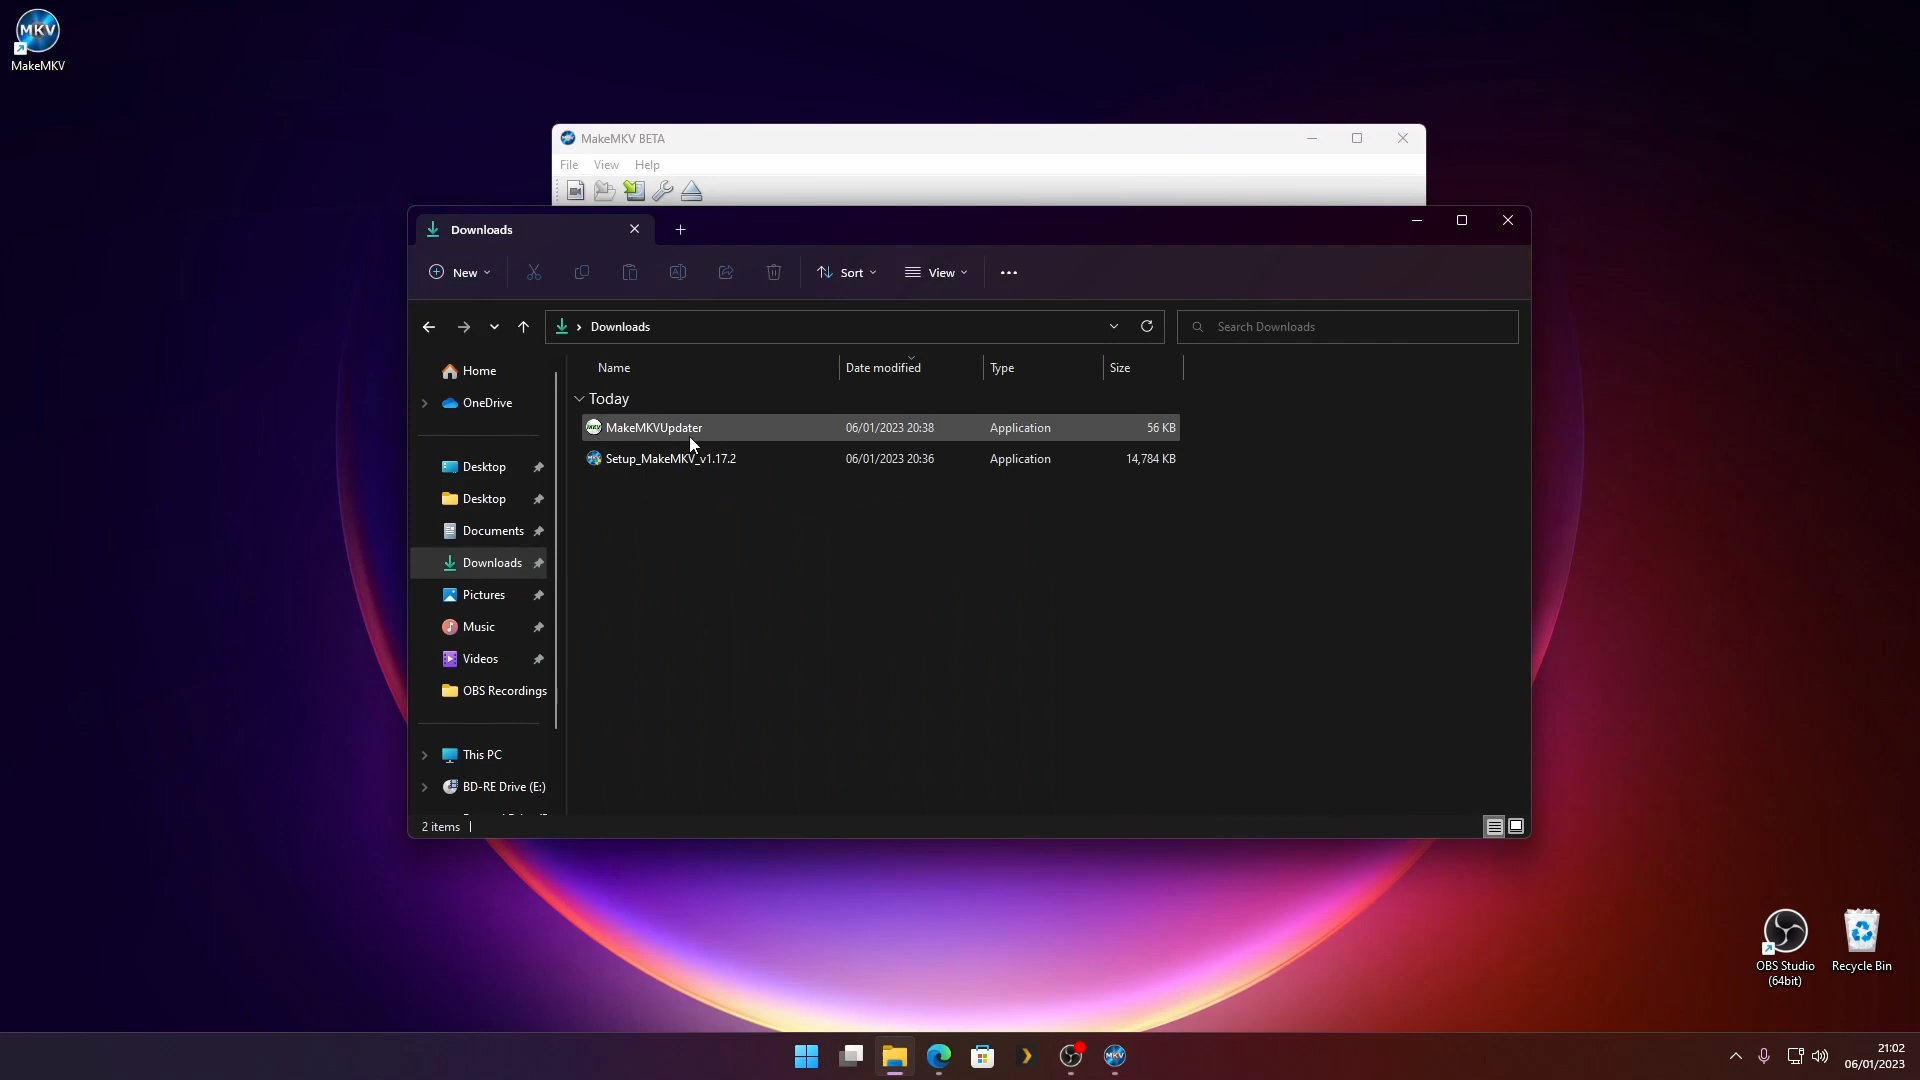 MKV
MakeMKV
MakeMKV BETA
File View Help
Downloads
New
Sort
View
Downloads
Search Downloads
Name Date modified Type Size
Today
MakeMKVUpdater 06/01/2023 20:38 Application 56 KB
Setup_MakeMKV_v1.17.2 06/01/2023 20:36 Application 14,784 KB
Home
OneDrive
Desktop
Desktop
Documents
Downloads
Pictures
Music
Videos
OBS Recordings
This PC
BD-RE Drive (E:)
2 items
OBS Studio
(64bit)
Recycle Bin
MKV
21:02
06/01/2023